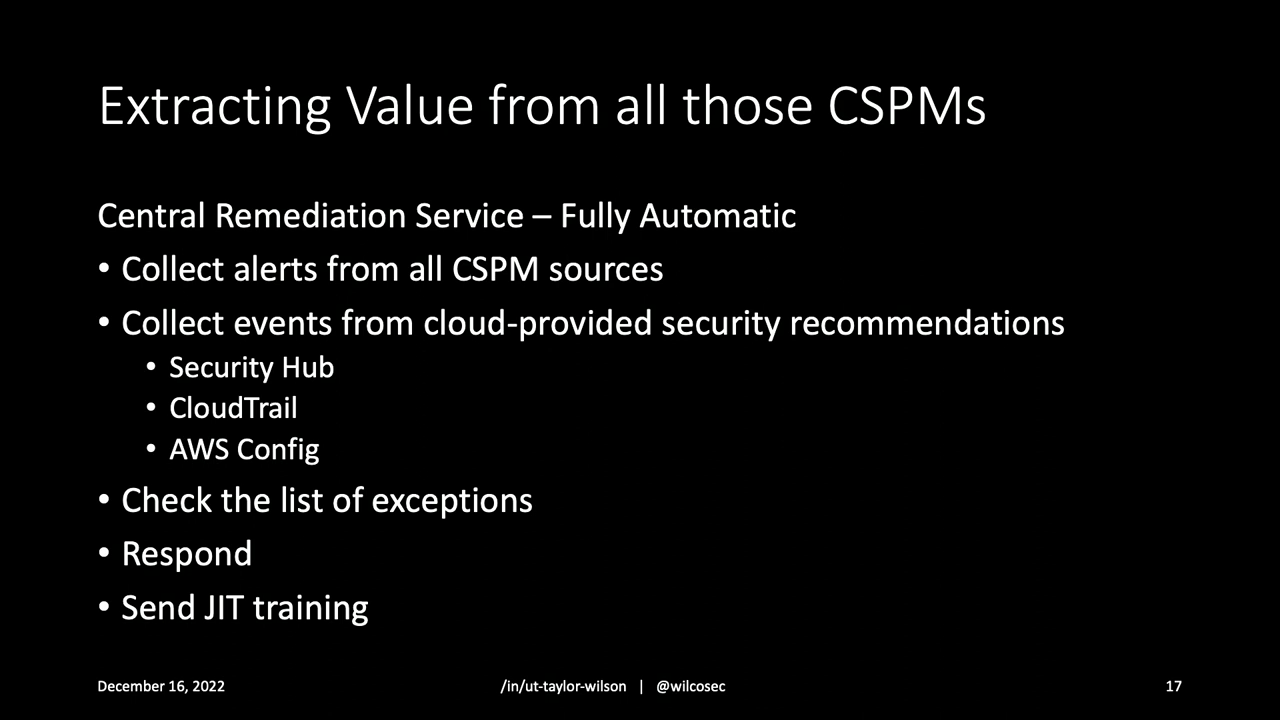 Extracting Value from all those CSPMs
Central Remediation Service – Fully Automatic
• Collect alerts from all CSPM sources
• Collect events from cloud-provided security recommendations
• Security Hub
• CloudTrail
• AWS Config
• Check the list of exceptions
• Respond
• Send JIT training
December 16, 2022 /in/ut-taylor-wilson | @wilcosec 17